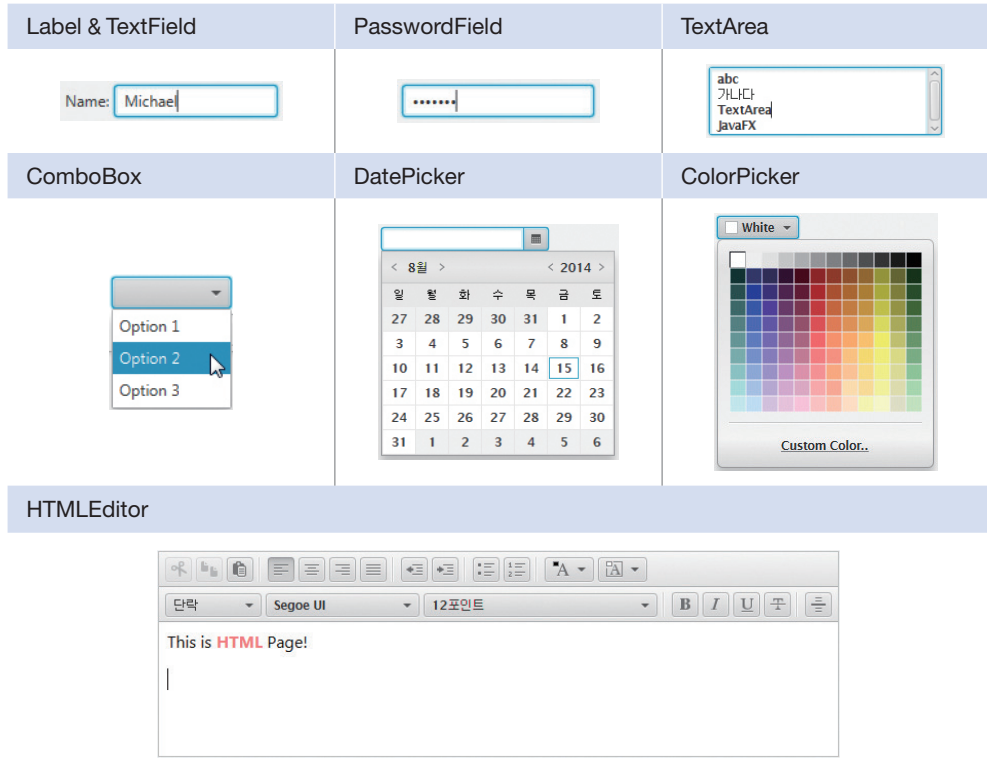 Label & TextField
PasswordField
TextArea
Name: Michael
•••••••
abc
가나다
TextArea
JavaFX
ComboBox
DatePicker
ColorPicker
Option 1
Option 2
Option 3
< 8월 > < 2014 >
일 월 화 수 목 금 토
27 28 29 30 31 1 2
3 4 5 6 7 8 9
10 11 12 13 14 15 16
17 18 19 20 21 22 23
24 25 26 27 28 29 30
31 1 2 3 4 5 6
White
Custom Color..
HTMLEditor
A A
단락 Segoe UI 12포인트 B I U T
This is HTML Page!